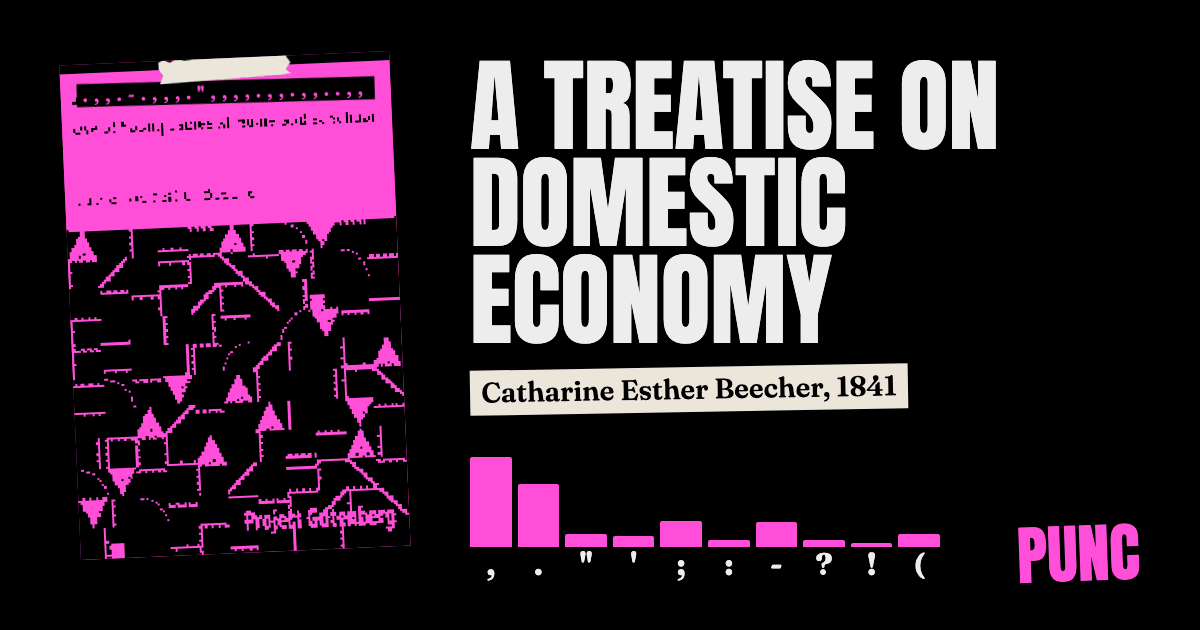 .,,.-.,,,.",,,,.,,.,,.,,
Project Gutenberg
A TREATISE ON
DOMESTIC
ECONOMY
Catharine Esther Beecher, 1841
, . " ' ; : - ? ! (
PUNC